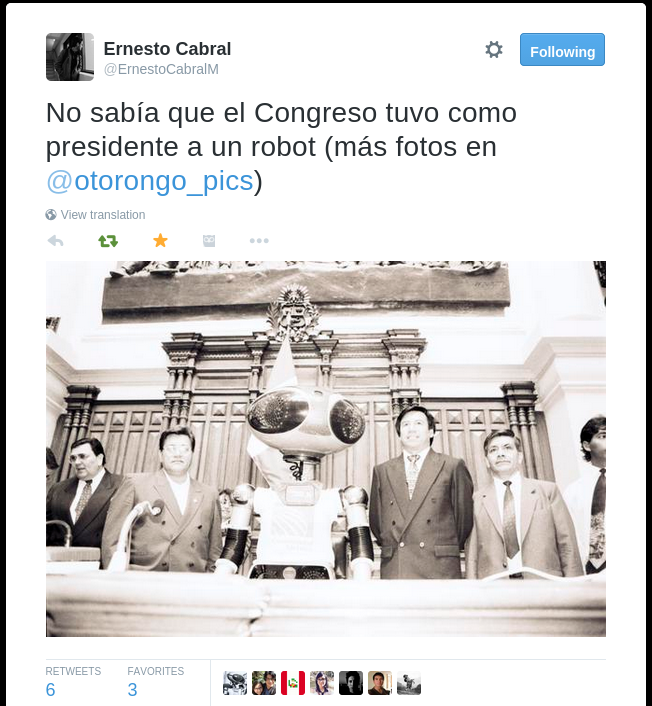 Ernesto Cabral
@ErnestoCabralM
Following
No sabía que el Congreso tuvo como
presidente a un robot (más fotos en
@otorongo_pics)
View translation
RETWEETS
FAVORITES
6
3